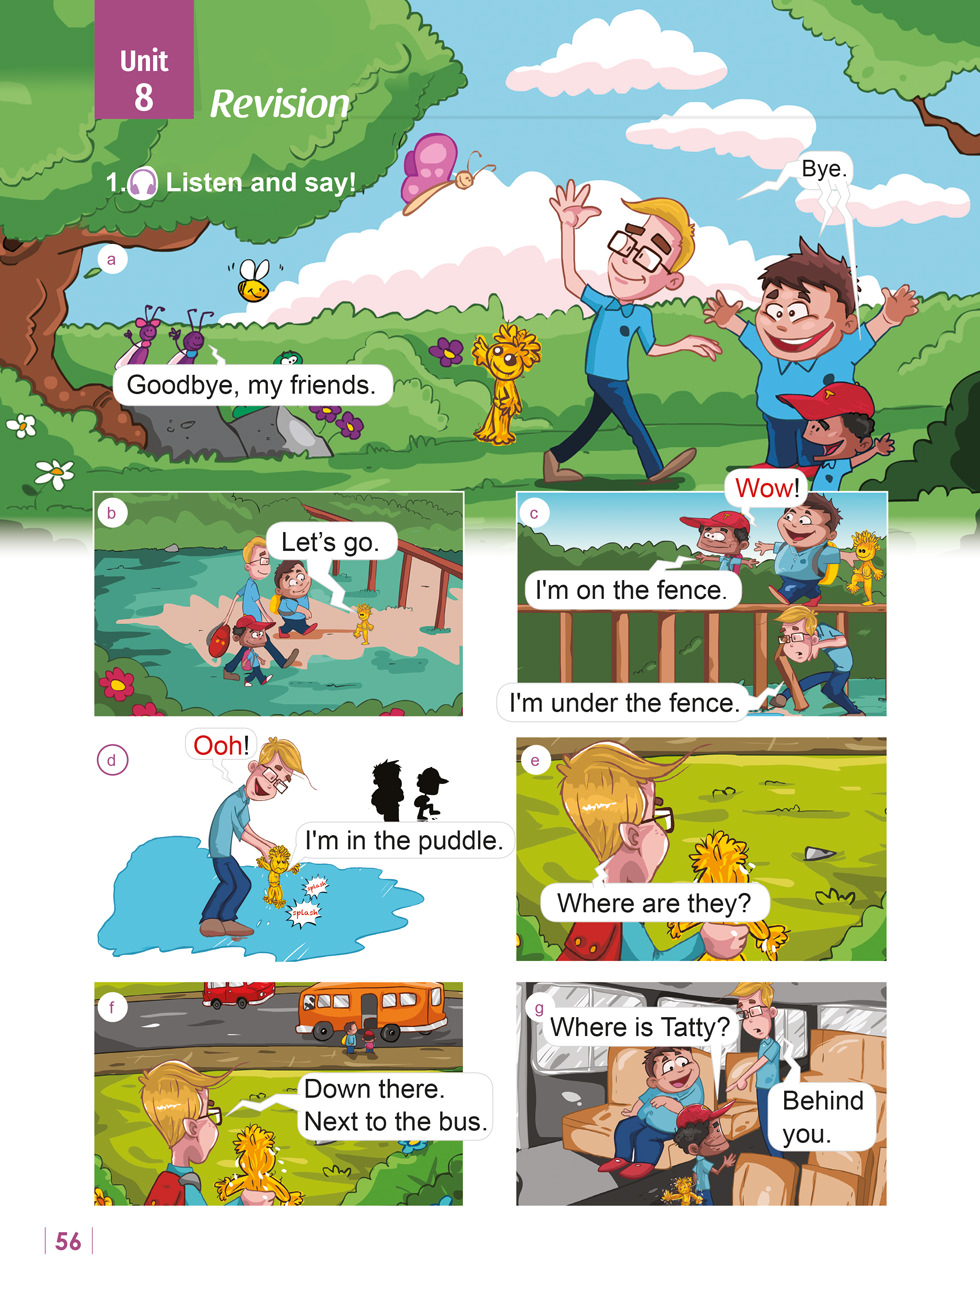 Unit
8
Revision
1. Listen and say!
Bye.
a
Goodbye, my friends.
b
Let's go.
c
Wow!
I'm on the fence.
I'm under the fence.
d
Ooh!
I'm in the puddle.
splash
splash
e
Where are they?
f
Down there.
Next to the bus.
g
Where is Tatty?
Behind
you.
56